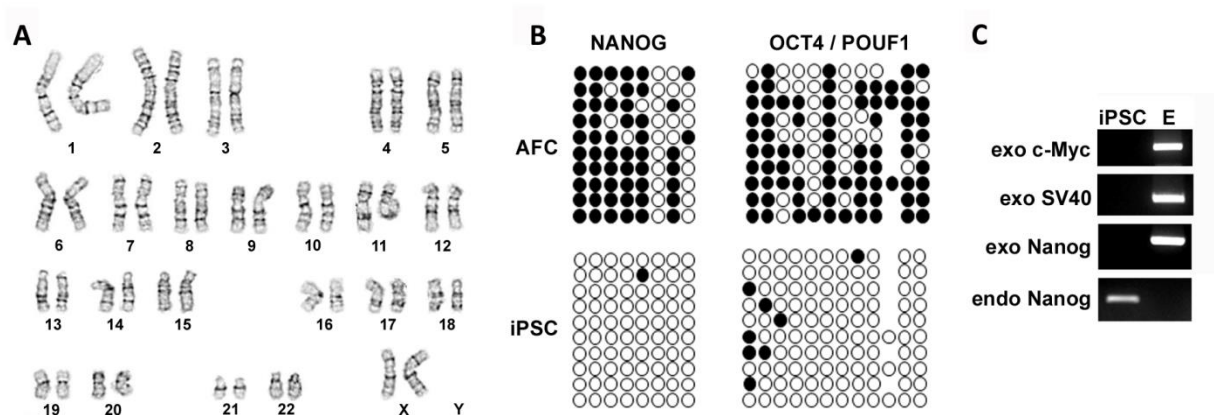 A
1 2 3 4 5
6 7 8 9 10 11 12
13 14 15 16 17 18
19 20 21 22 X Y
B
NANOG OCT4 / POUF1
AFC
iPSC
C
iPSC E
exo c-Myc
exo SV40
exo Nanog
endo Nanog